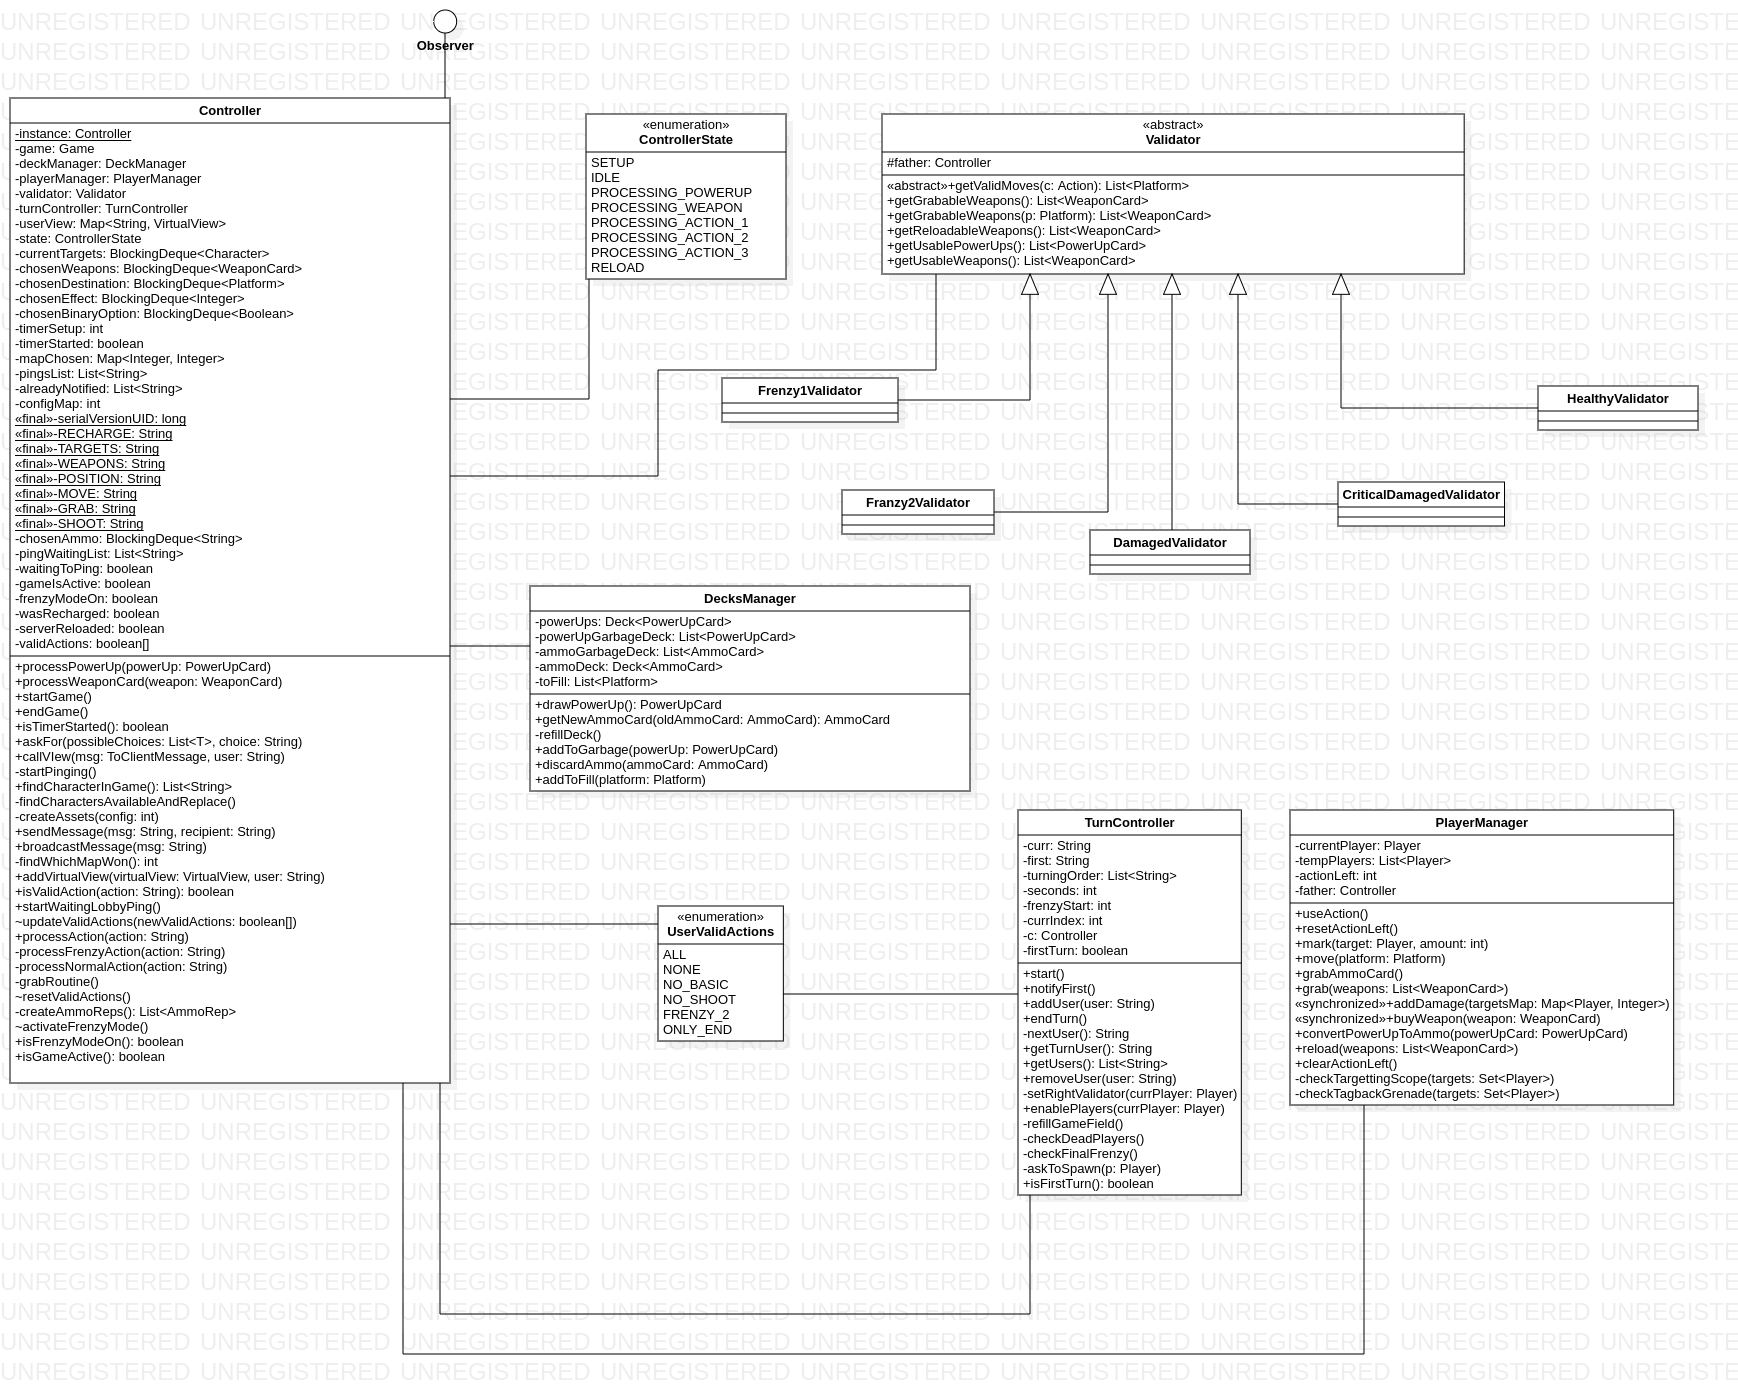 Observer
Controller
-instance: Controller
-game: Game
-deckManager: DeckManager
-playerManager: PlayerManager
-validator: Validator
-turnController: TurnController
-userView: Map<String, VirtualView>
-state: ControllerState
-currentTargets: BlockingDeque<Character>
-chosenWeapons: BlockingDeque<WeaponCard>
-chosenDestination: BlockingDeque<Platform>
-chosenEffect: BlockingDeque<Integer>
-chosenBinaryOption: BlockingDeque<Boolean>
-timerSetup: int
-timerStarted: boolean
-mapChosen: Map<Integer, Integer>
-pingsList: List<String>
-alreadyNotified: List<String>
-configMap: int
«final»-serialVersionUID: long
«final»-RECHARGE: String
«final»-TARGETS: String
«final»-WEAPONS: String
«final»-POSITION: String
«final»-MOVE: String
«final»-GRAB: String
«final»-SHOOT: String
-chosenAmmo: BlockingDeque<String>
-pingWaitingList: List<String>
-waitingToPing: boolean
-gameIsActive: boolean
-frenzyModeOn: boolean
-wasRecharged: boolean
-serverReloaded: boolean
-validActions: boolean[]
+processPowerUp(powerUp: PowerUpCard)
+processWeaponCard(weapon: WeaponCard)
+startGame()
+endGame()
+isTimerStarted(): boolean
+askFor(possibleChoices: List<T>, choice: String)
+callVIew(msg: ToClientMessage, user: String)
-startPinging()
+findCharacterInGame(): List<String>
-findCharactersAvailableAndReplace()
-createAssets(config: int)
+sendMessage(msg: String, recipient: String)
+broadcastMessage(msg: String)
-findWhichMapWon(): int
+addVirtualView(virtualView: VirtualView, user: String)
+isValidAction(action: String): boolean
+startWaitingLobbyPing()
~updateValidActions(newValidActions: boolean[])
+processAction(action: String)
-processFrenzyAction(action: String)
-processNormalAction(action: String)
-grabRoutine()
~resetValidActions()
-createAmmoReps(): List<AmmoRep>
~activateFrenzyMode()
+isFrenzyModeOn(): boolean
+isGameActive(): boolean
«enumeration»
ControllerState
SETUP
IDLE
PROCESSING_POWERUP
PROCESSING_WEAPON
PROCESSING_ACTION_1
PROCESSING_ACTION_2
PROCESSING_ACTION_3
RELOAD
«abstract»
Validator
#father: Controller
«abstract»+getValidMoves(c: Action): List<Platform>
+getGrabableWeapons(): List<WeaponCard>
+getGrabableWeapons(p: Platform): List<WeaponCard>
+getReloadableWeapons(): List<WeaponCard>
+getUsablePowerUps(): List<PowerUpCard>
+getUsableWeapons(): List<WeaponCard>
Frenzy1Validator
HealthyValidator
Franzy2Validator
CriticalDamagedValidator
DamagedValidator
DecksManager
-powerUps: Deck<PowerUpCard>
-powerUpGarbageDeck: List<PowerUpCard>
-ammoGarbageDeck: List<AmmoCard>
-ammoDeck: Deck<AmmoCard>
-toFill: List<Platform>
+drawPowerUp(): PowerUpCard
+getNewAmmoCard(oldAmmoCard: AmmoCard): AmmoCard
-refillDeck()
+addToGarbage(powerUp: PowerUpCard)
+discardAmmo(ammoCard: AmmoCard)
+addToFill(platform: Platform)
«enumeration»
UserValidActions
ALL
NONE
NO_BASIC
NO_SHOOT
FRENZY_2
ONLY_END
TurnController
-curr: String
-first: String
-turningOrder: List<String>
-seconds: int
-frenzyStart: int
-currIndex: int
-c: Controller
-firstTurn: boolean
+start()
+notifyFirst()
+addUser(user: String)
+endTurn()
-nextUser(): String
+getTurnUser(): String
+getUsers(): List<String>
+removeUser(user: String)
-setRightValidator(currPlayer: Player)
+enablePlayers(currPlayer: Player)
-refillGameField()
-checkDeadPlayers()
-checkFinalFrenzy()
-askToSpawn(p: Player)
+isFirstTurn(): boolean
PlayerManager
-currentPlayer: Player
-tempPlayers: List<Player>
-actionLeft: int
-father: Controller
+useAction()
+resetActionLeft()
+mark(target: Player, amount: int)
+move(platform: Platform)
+grabAmmoCard()
+grab(weapons: List<WeaponCard>)
«synchronized»+addDamage(targetsMap: Map<Player, Integer>)
«synchronized»+buyWeapon(weapon: WeaponCard)
+convertPowerUpToAmmo(powerUpCard: PowerUpCard)
+reload(weapons: List<WeaponCard>)
+clearActionLeft()
-checkTargettingScope(targets: Set<Player>)
-checkTagbackGrenade(targets: Set<Player>)